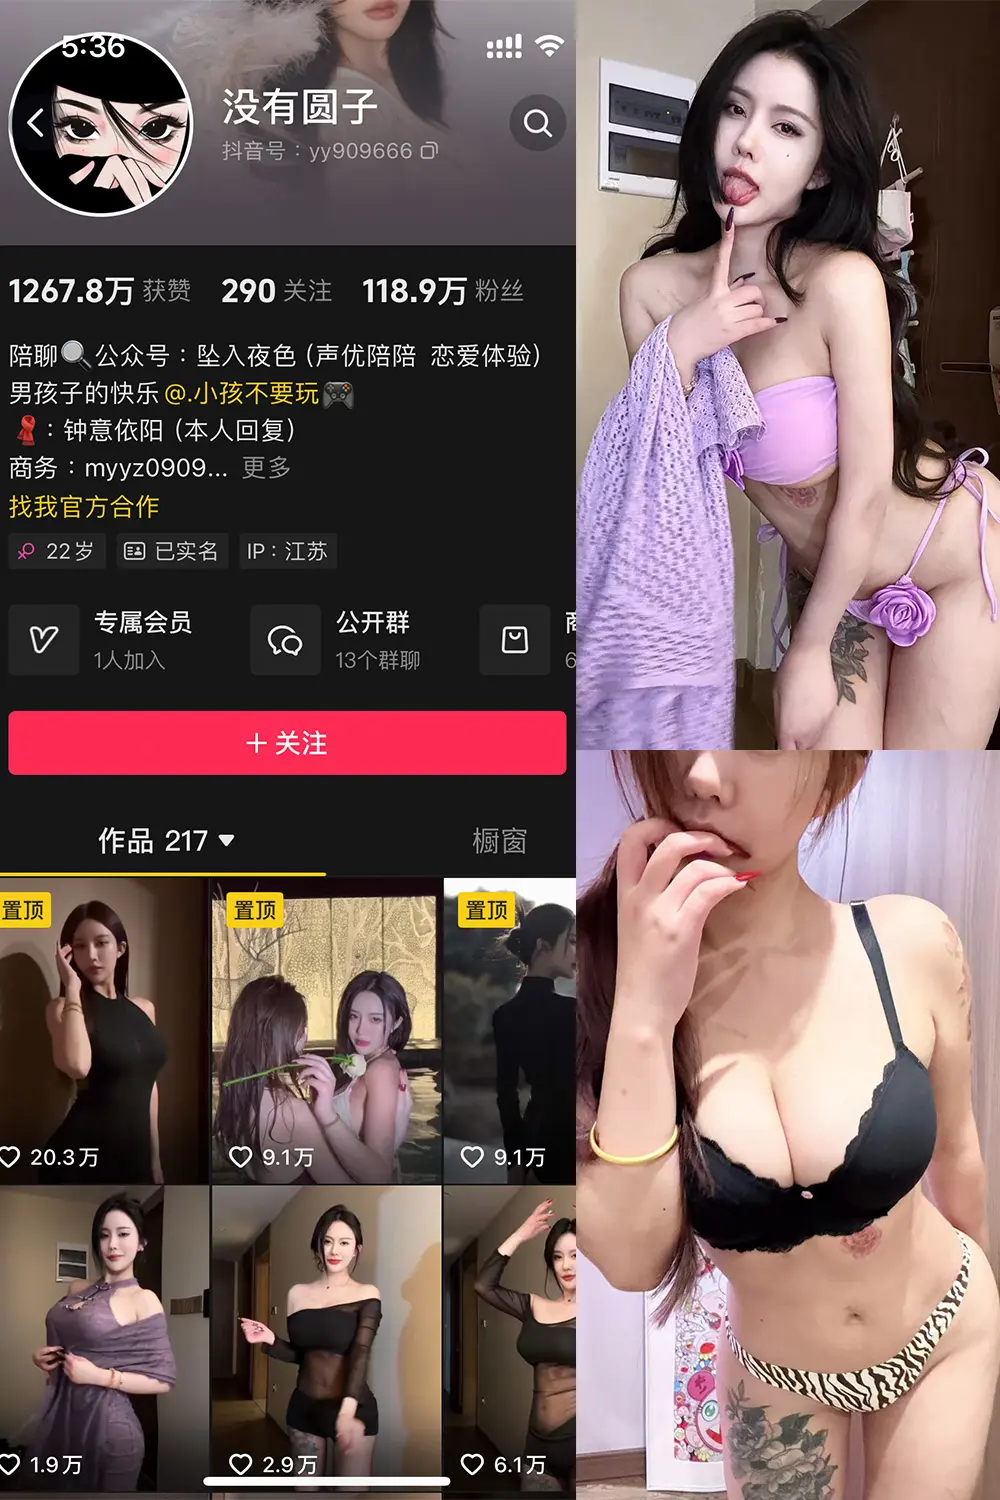 5:36
没有圆子
抖音号：yy909666
1267.8万 获赞 290 关注 118.9万 粉丝
陪聊🔍公众号：坠入夜色 (声优陪陪 恋爱体验)
男孩子的快乐 @.小孩不要玩🎮
🧣：钟意依阳 (本人回复)
商务：myyz0909... 更多
找我官方合作
♀ 22岁 已实名 IP：江苏
专属会员 公开群
1人加入 13个群聊 6
+ 关注
作品 217 橱窗
置顶 置顶 置顶
20.3万 9.1万 9.1万
1.9万 2.9万 6.1万